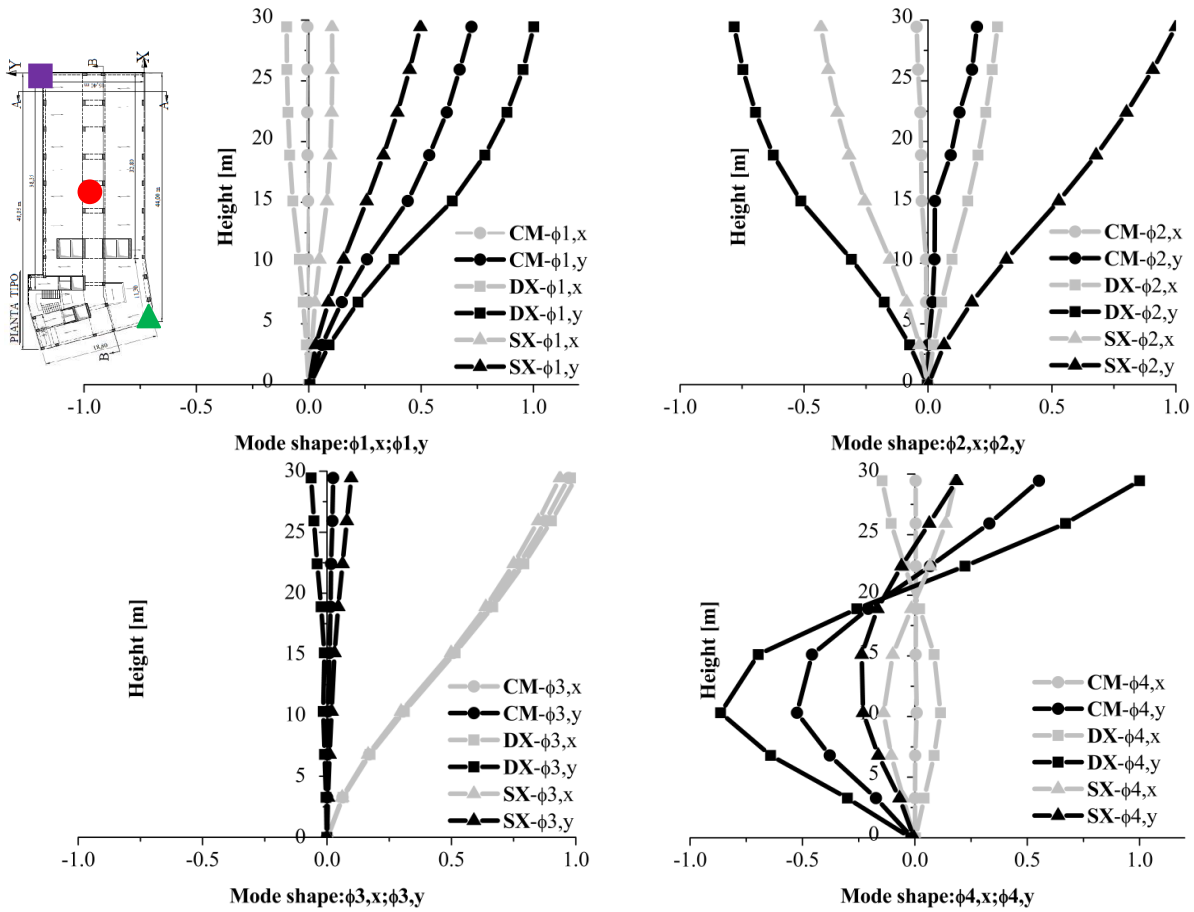 30
25
20
15
10
5
0
Height [m]
CM-ϕ1,x
CM-ϕ1,y
DX-ϕ1,x
DX-ϕ1,y
SX-ϕ1,x
SX-ϕ1,y
-1.0
-0.5
0.0
0.5
1.0
Mode shape:ϕ1,x;ϕ1,y
Y
X
B
A
A
32,80
44,00 m
PIANTA TIPO
18,60
B
30
25
20
15
10
5
0
Height [m]
CM-ϕ2,x
CM-ϕ2,y
DX-ϕ2,x
DX-ϕ2,y
SX-ϕ2,x
SX-ϕ2,y
-1.0
-0.5
0.0
0.5
1.0
Mode shape:ϕ2,x;ϕ2,y
30
25
20
15
10
5
0
Height [m]
CM-ϕ3,x
CM-ϕ3,y
DX-ϕ3,x
DX-ϕ3,y
SX-ϕ3,x
SX-ϕ3,y
-1.0
-0.5
0.0
0.5
1.0
Mode shape:ϕ3,x;ϕ3,y
30
25
20
15
10
5
0
Height [m]
CM-ϕ4,x
CM-ϕ4,y
DX-ϕ4,x
DX-ϕ4,y
SX-ϕ4,x
SX-ϕ4,y
-1.0
-0.5
0.0
0.5
1.0
Mode shape:ϕ4,x;ϕ4,y